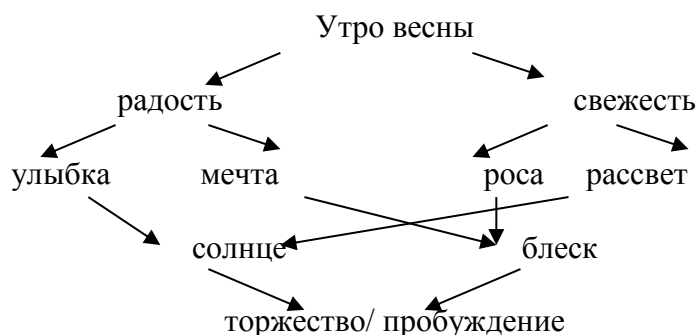 Утро весны
радость свежесть
улыбка мечта роса рассвет
солнце блеск
торжество/ пробуждение